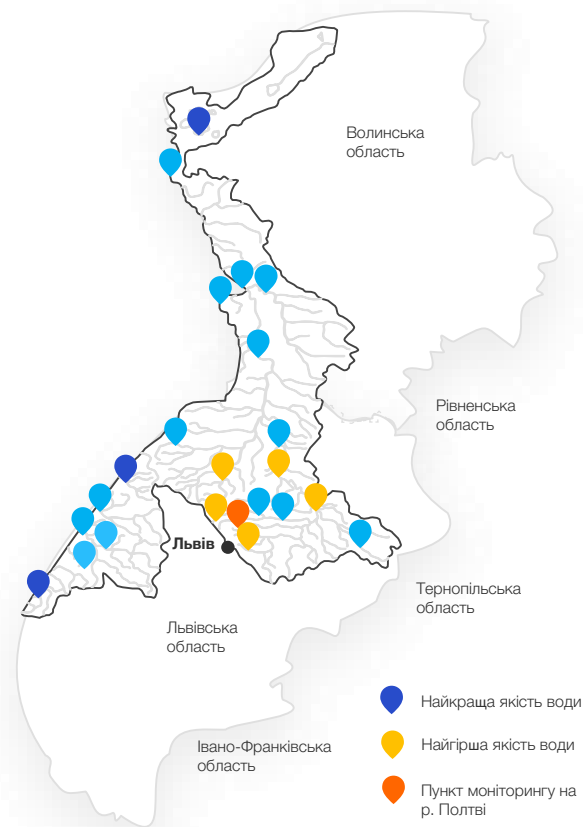 Волинська
область
Рівненська
область
Львів
Тернопільська
область
Львівська
область
Івано-Франківська
область
Найкраща якість води
Найгірша якість води
Пункт моніторингу на
р. Полтві